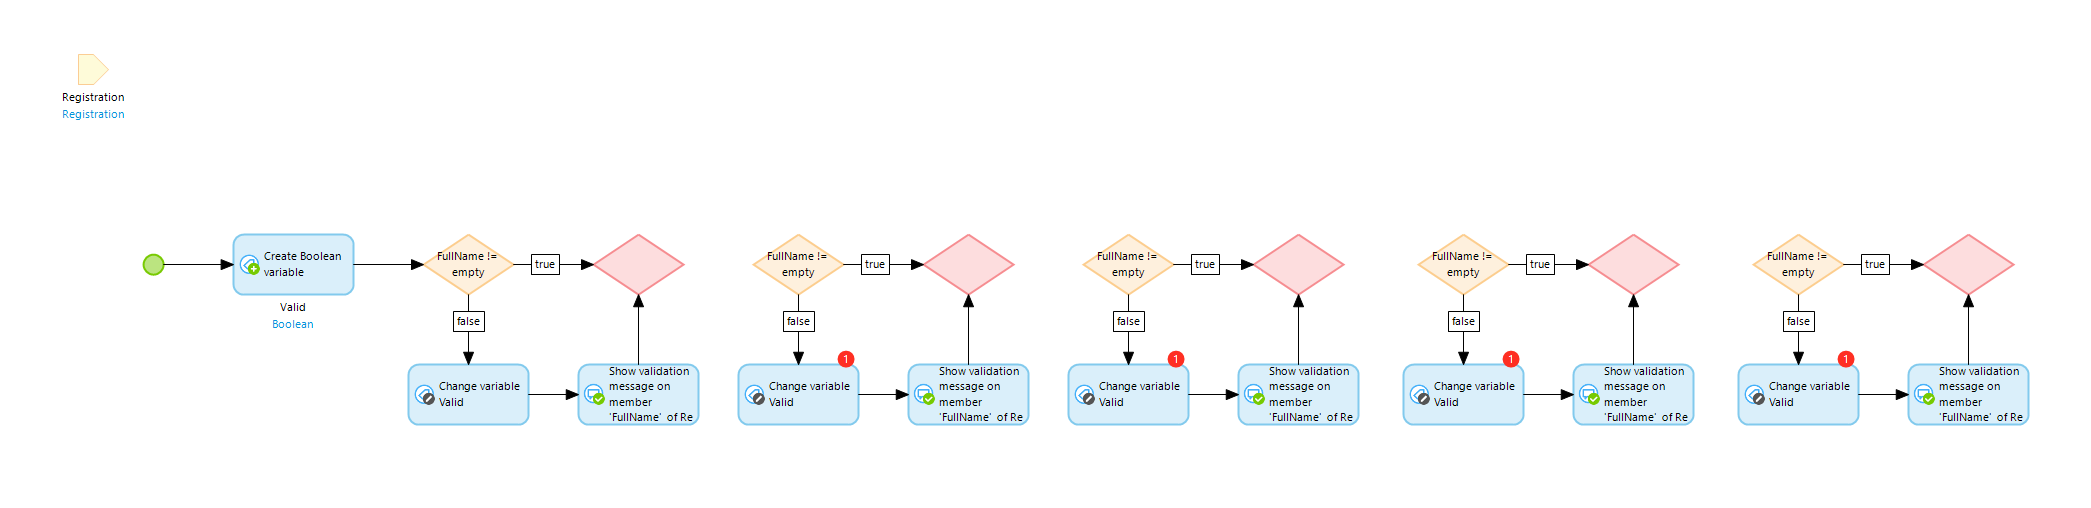 Registration
Registration
Create Boolean
variable
Valid
Boolean
FullName !=
empty
true
false
Change variable
Valid
Show validation
message on
member
'FullName' of Re
FullName !=
empty
true
false
1
Change variable
Valid
Show validation
message on
member
'FullName' of Re
FullName !=
empty
true
false
1
Change variable
Valid
Show validation
message on
member
'FullName' of Re
FullName !=
empty
true
false
1
Change variable
Valid
Show validation
message on
member
'FullName' of Re
FullName !=
empty
true
false
1
Change variable
Valid
Show validation
message on
member
'FullName' of Re